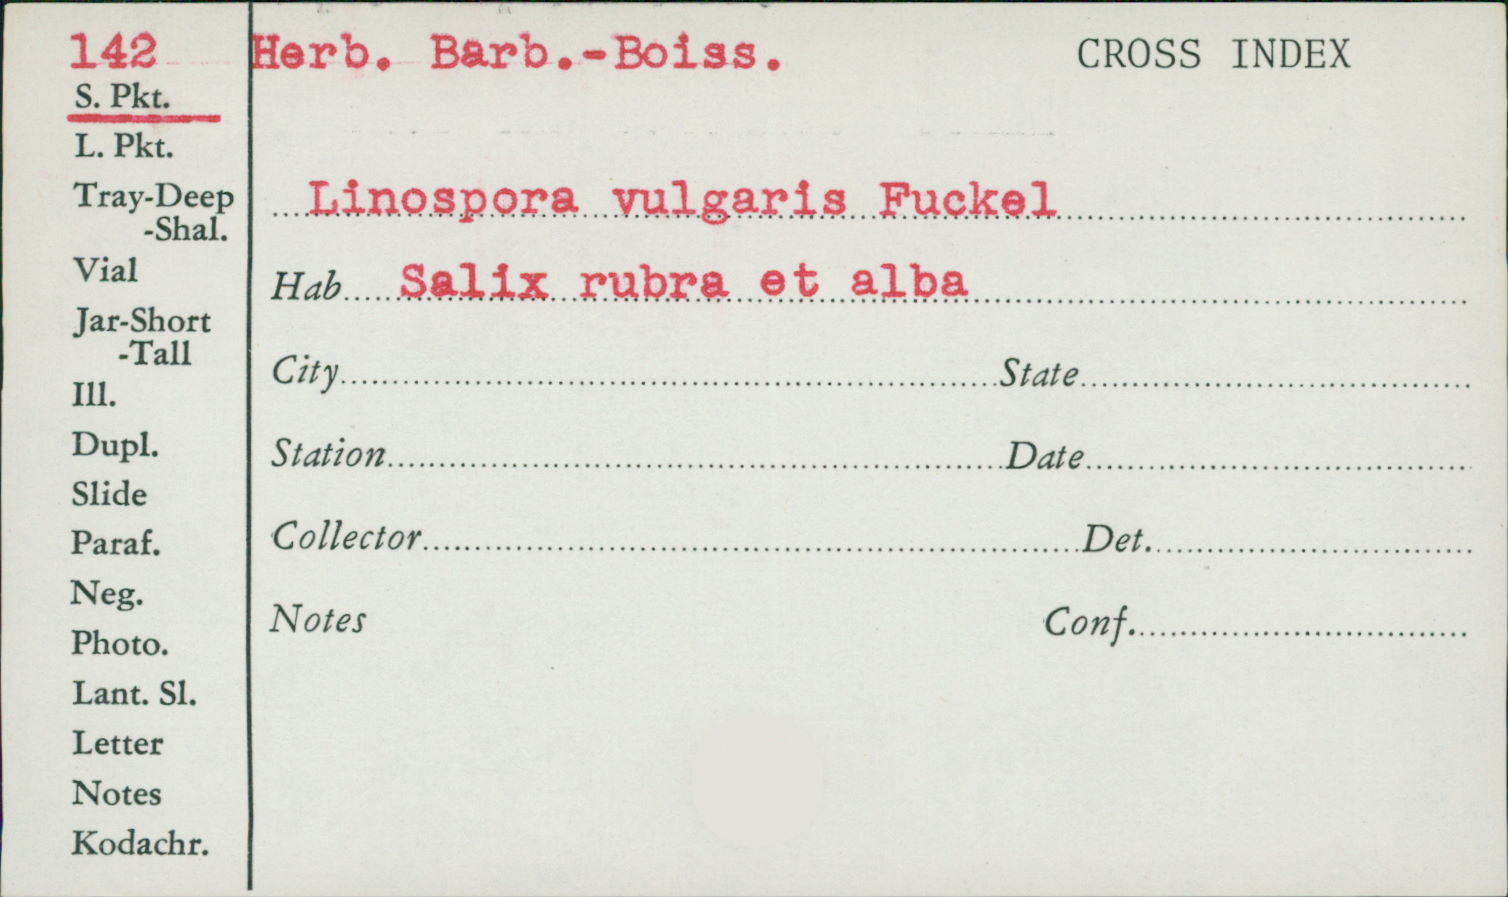 142 Herb. Barb.-Boiss. CROSS INDEX
S. Pkt.
L. Pkt.
Tray-Deep
-Shal.
Vial
Jar-Short
-Tall
Ill.
Dupl.
Slide
Paraf.
Neg.
Photo.
Lant. Sl.
Letter
Notes
Kodachr.
Linospora vulgaris Fuckel
Hab. Salix rubra et alba
City State
Station Date
Collector Det.
Notes Conf.